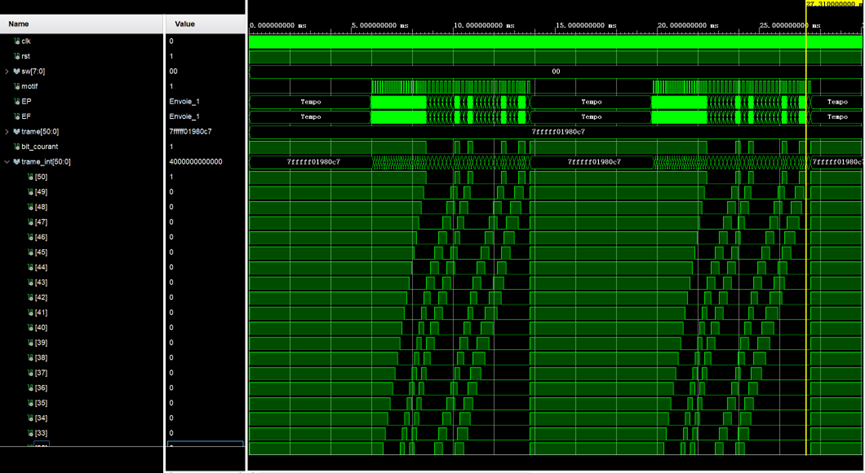 27.310000000 m
Name Value
0.000000000 ms 5.000000000 ms 10.000000000 ms 15.000000000 ms 20.000000000 ms 25.000000000 ms
clk 0
rst 1
sw[7:0] 00 00
motif 1
EP Envoie_1 Tempo Tempo Tempo
EF Envoie_1 Tempo Tempo Tempo
trame[50:0] 7fffff01980c7 7fffff01980c7
bit_courant 1
trame_int[50:0] 4000000000000 7fffff01980c7 7fffff01980c7 7fffff01980c7
[50] 1
[49] 0
[48] 0
[47] 0
[46] 0
[45] 0
[44] 0
[43] 0
[42] 0
[41] 0
[40] 0
[39] 0
[38] 0
[37] 0
[36] 0
[35] 0
[34] 0
[33] 0